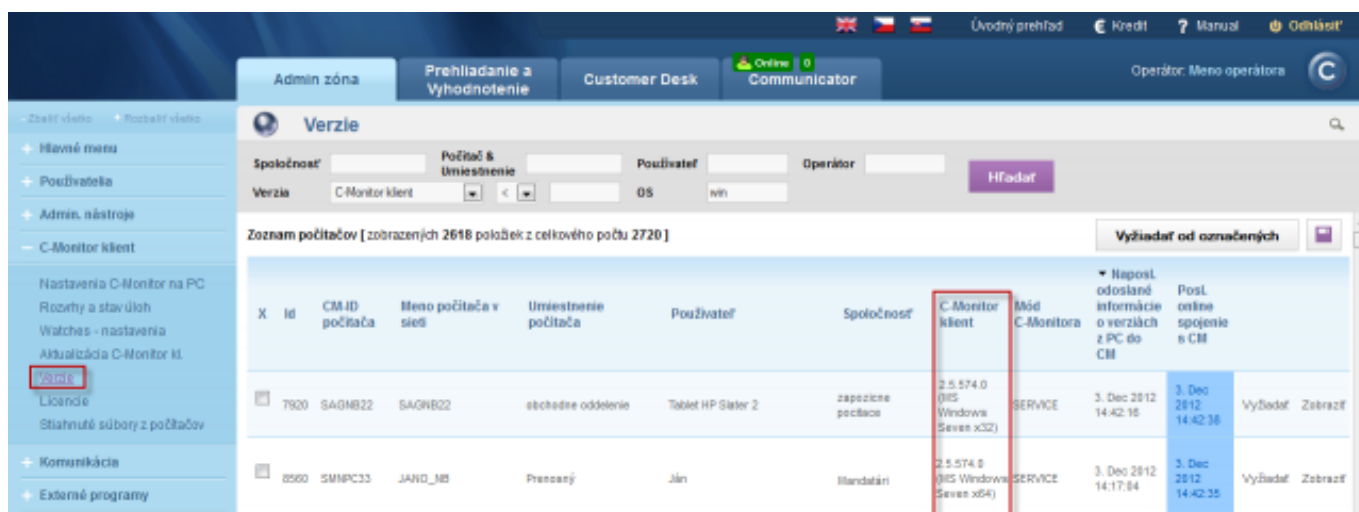 Úvodný prehľad € Kredit ? Manual Odhlásiť
Admin zóna
Prehliadanie a
Vyhodnotenie
Customer Desk
Online 0
Communicator
Operátor: Meno operátora
- Zbaliť všetko + Rozbaliť všetko
Verzie
+ Hlavné menu
+ Používatelia
+ Admin. nástroje
− C-Monitor klient
Nastavenia C-Monitor na PC
Rozvrhy a stav úloh
Watches - nastavenia
Aktualizácia C-Monitor kl.
Verzie
Licencie
Stiahnuté súbory z počítačov
+ Komunikácia
+ Externé programy
Spoločnosť
Počítač &
Umiestnenie
Používateľ
Operátor
Hľadať
Verzia C-Monitor klient < OS win
Zoznam počítačov [ zobrazených 2618 položiek z celkového počtu 2720 ]
Vyžiadať od označených
X
Id
CM-ID
počítača
Meno počítača v
sieti
Umiestnenie
počítača
Používateľ
Spoločnosť
C-Monitor
klient
Mód
C-Monitora
Naposl.
odoslané
informácie
o verziách
z PC do
CM
Posl.
online
spojenie
s CM
7920
SAGNB22
SAGNB22
obchodne oddelenie
Tablet HP Slater 2
zapozicne
pocitace
2.5.574.0
(MS
Windows
Seven x32)
SERVICE
3. Dec 2012
14:42:16
3. Dec
2012
14:42:38
Vyžiadať
Zobraziť
8560
SMNPC33
JANO_NB
Prenosný
Ján
Mandatári
2.5.574.0
(MS Windows
Seven x64)
SERVICE
3. Dec 2012
14:17:04
3. Dec
2012
14:42:35
Vyžiadať
Zobraziť